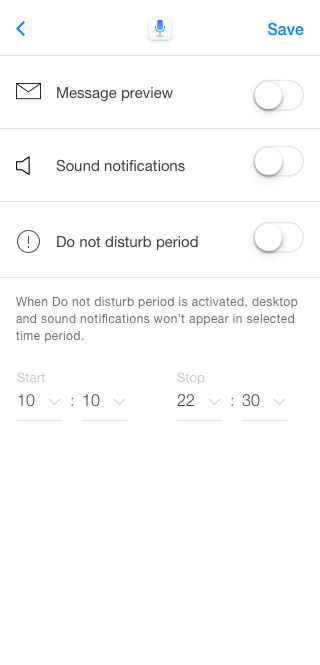 Save
Message preview
Sound notifications
Do not disturb period
When Do not disturb period is activated, desktop
and sound notifications won’t appear in selected
time period.
Start Stop
10 : 10 22 : 30